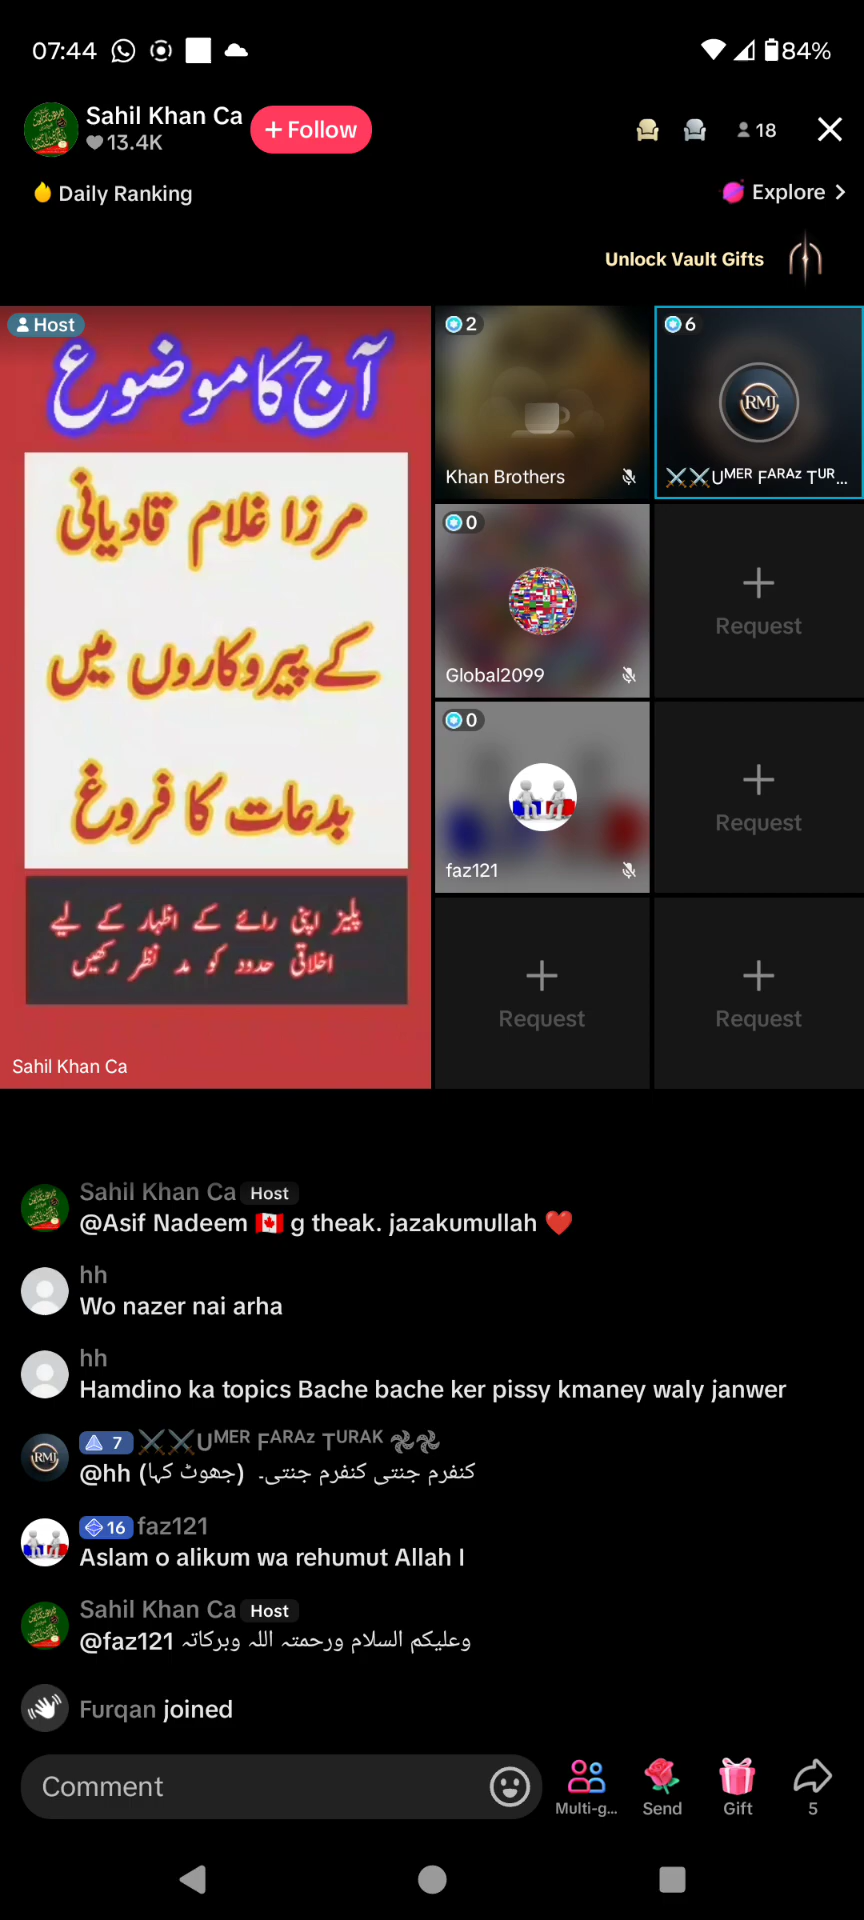 07:44
84%
Sahil Khan Ca
13.4K
+ Follow
18
Daily Ranking
Explore >
Unlock Vault Gifts
Host
آج کا موضوع
مرزا غلام قادیانی
کے پیروکاروں میں
بدعات کا فروغ
پلیز اپنی رائے کے اظہار کے لیے
اخلاقی حدود کو مد نظر رکھیں
Sahil Khan Ca
2
Khan Brothers
6
RMJ
⚔️⚔️Uᴹᴱᴿ Fᴬᴿᴬᶻ Tᵁᴿ...
0
Global2099
Request
0
faz121
Request
Request
Request
Sahil Khan Ca Host
@Asif Nadeem 🇨🇦 g theak. jazakumullah ❤️
hh
Wo nazer nai arha
hh
Hamdino ka topics Bache bache ker pissy kmaney waly janwer
RMJ
7 ⚔️⚔️Uᴹᴱᴿ Fᴬᴿᴬᶻ Tᵁᴿᴬᴷ
@hh کنفرم جنتی کنفرم جنتی۔ (جھوٹ کہا)
16 faz121
Aslam o alikum wa rehumut Allah I
Sahil Khan Ca Host
@faz121 وعلیکم السلام ورحمتہ اللہ وبرکاتہ
Furqan joined
Comment
Multi-g...
Send
Gift
5